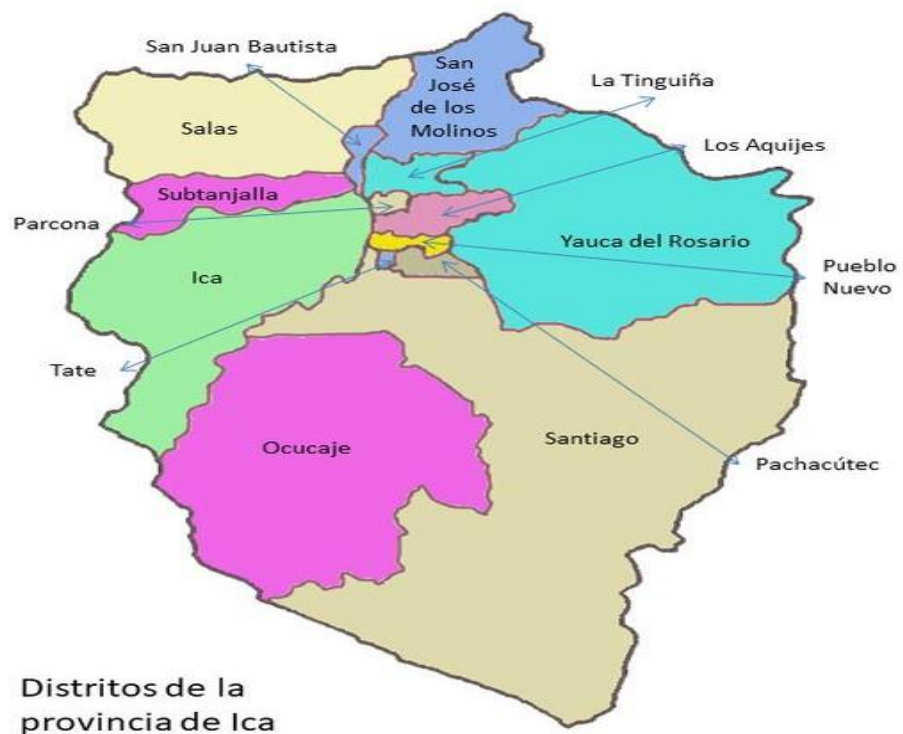 San Juan Bautista
San
José
de los
Molinos
La Tinguiña
Salas
Los Aquijes
Subtanjalla
Parcona
Yauca del Rosario
Pueblo
Nuevo
Ica
Tate
Ocucaje
Santiago
Pachacútec
Distritos de la
provincia de Ica